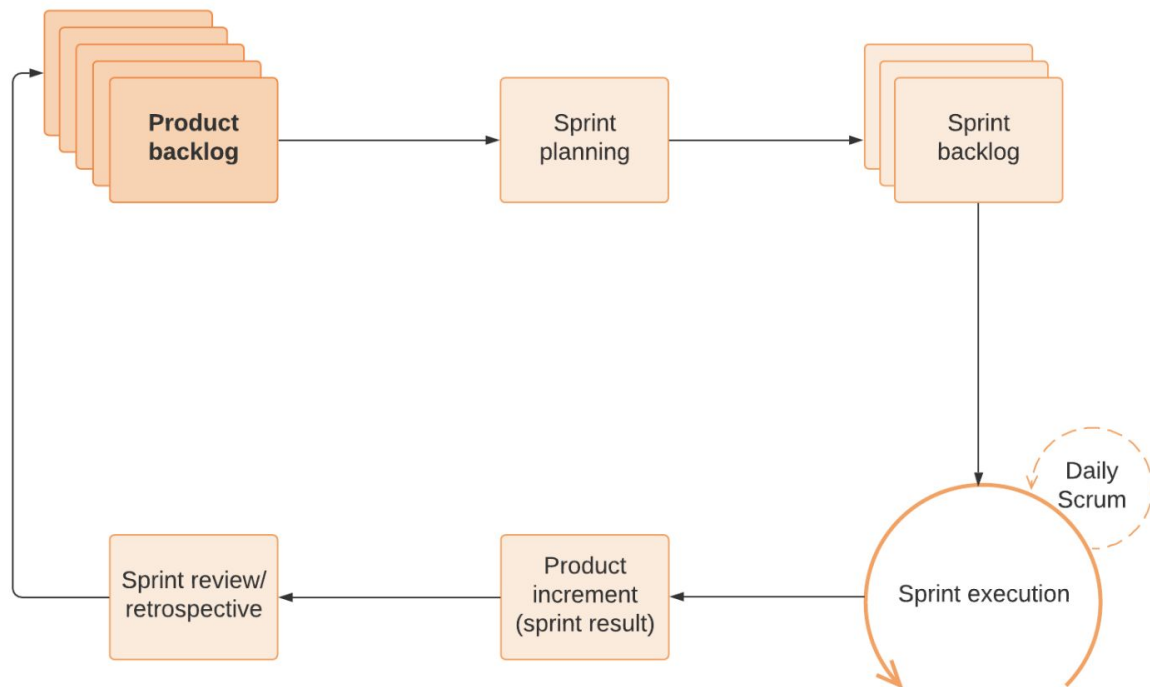 Product
backlog
Sprint
planning
Sprint
backlog
Daily
Scrum
Sprint execution
Product
increment
(sprint result)
Sprint review/
retrospective